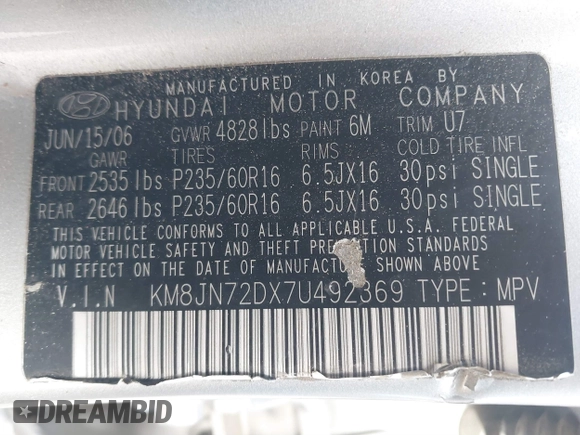 MANUFACTURED IN KOREA BY
HYUNDAI MOTOR COMPANY
JUN/15/06 GVWR 4828lbs PAINT 6M TRIM U7
GAWR TIRES RIMS COLD TIRE INFL
FRONT 2535lbs P235/60R16 6.5JX16 30psi SINGLE
REAR 2646lbs P235/60R16 6.5JX16 30psi SINGLE
THIS VEHICLE CONFORMS TO ALL APPLICABLE U.S.A. FEDERAL
MOTOR VEHICLE SAFETY AND THEFT PREVENTION STANDARDS
IN EFFECT ON THE DATE OF MANUFACTURE SHOWN ABOVE
V.I.N KM8JN72DX7U492369 TYPE : MPV
DREAMBID